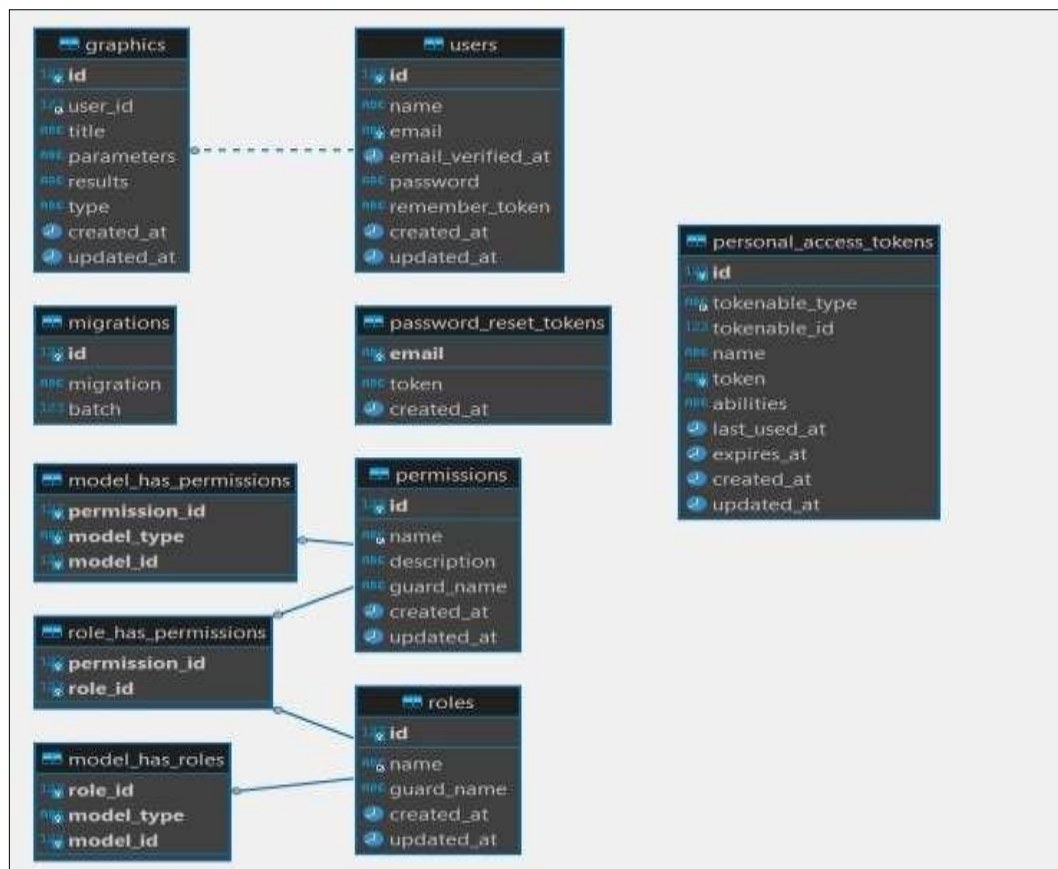 graphics
id
user_id
title
parameters
results
type
created_at
updated_at
users
id
name
email
email_verified_at
password
remember_token
created_at
updated_at
personal_access_tokens
id
tokenable_type
tokenable_id
name
token
abilities
last_used_at
expires_at
created_at
updated_at
migrations
id
migration
batch
password_reset_tokens
email
token
created_at
model_has_permissions
permission_id
model_type
model_id
permissions
id
name
description
guard_name
created_at
updated_at
role_has_permissions
permission_id
role_id
roles
id
name
guard_name
created_at
updated_at
model_has_roles
role_id
model_type
model_id